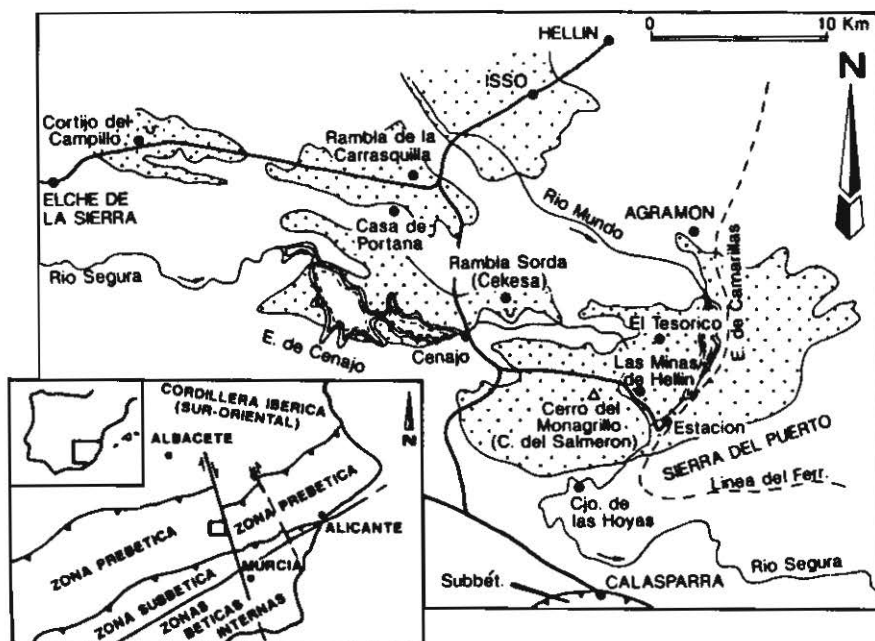 10 Km
HELLIN
ISSO
N
Cortijo del
Campillo
Rambla de la
Carrasquilla
ELCHE DE
LA SIERRA
Casa de
Portana
Rio Mundo
AGRAMON
E. de Camarillas
Rio Segura
Rambla Sorda
(Cekesa)
E. de Cenajo
Cenajo
El Tesorico
Las Minas
de Hellin
Cerro del
Monagrillo
(C. del Salmeron)
Estacion
SIERRA DEL PUERTO
Linea del Ferr.
Cjo. de
las Hoyas
Rio Segura
Subbét.
CALASPARRA
CORDILLERA IBERICA
(SUR-ORIENTAL)
N
ALBACETE
ZONA PREBETICA
ZONA PREBETICA
ALICANTE
ZONA SUBBETICA
MURCIA
ZONAS
BETICAS
INTERNAS